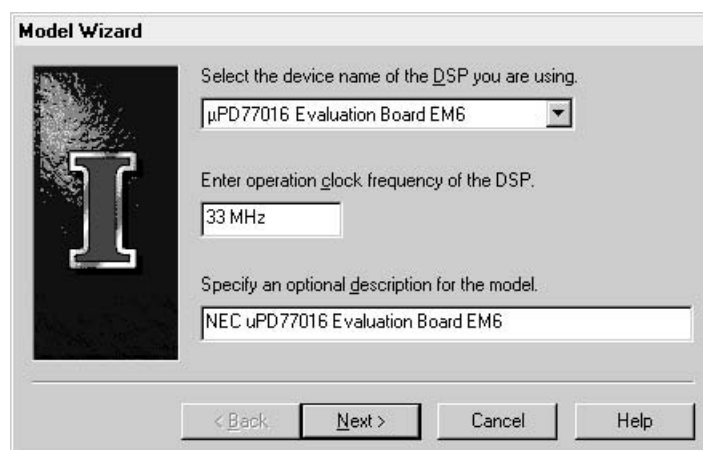 Model Wizard
Select the device name of the DSP you are using.
µPD77016 Evaluation Board EM6
Enter operation clock frequency of the DSP.
33 MHz
I
Specify an optional description for the model.
NEC uPD77016 Evaluation Board EM6
< Back
Next >
Cancel
Help